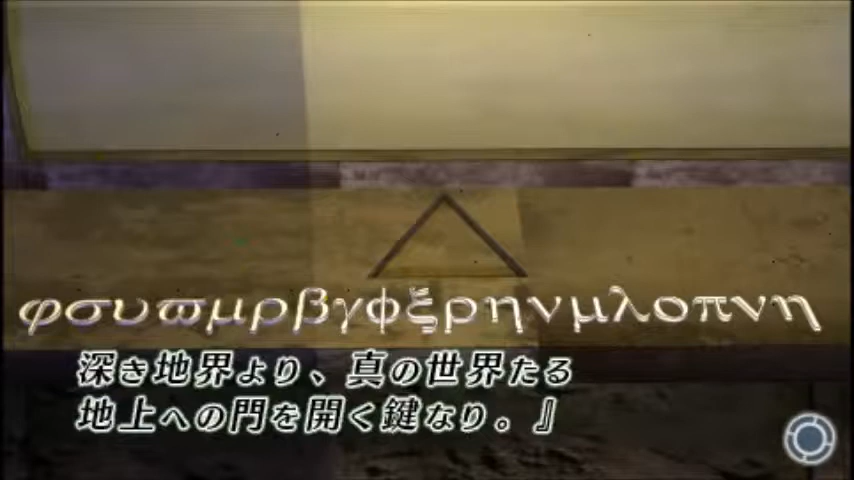 φσυϖμρβγφξρηνμλοπνη
深き地界より、真の世界たる
地上への門を開く鍵なり。』